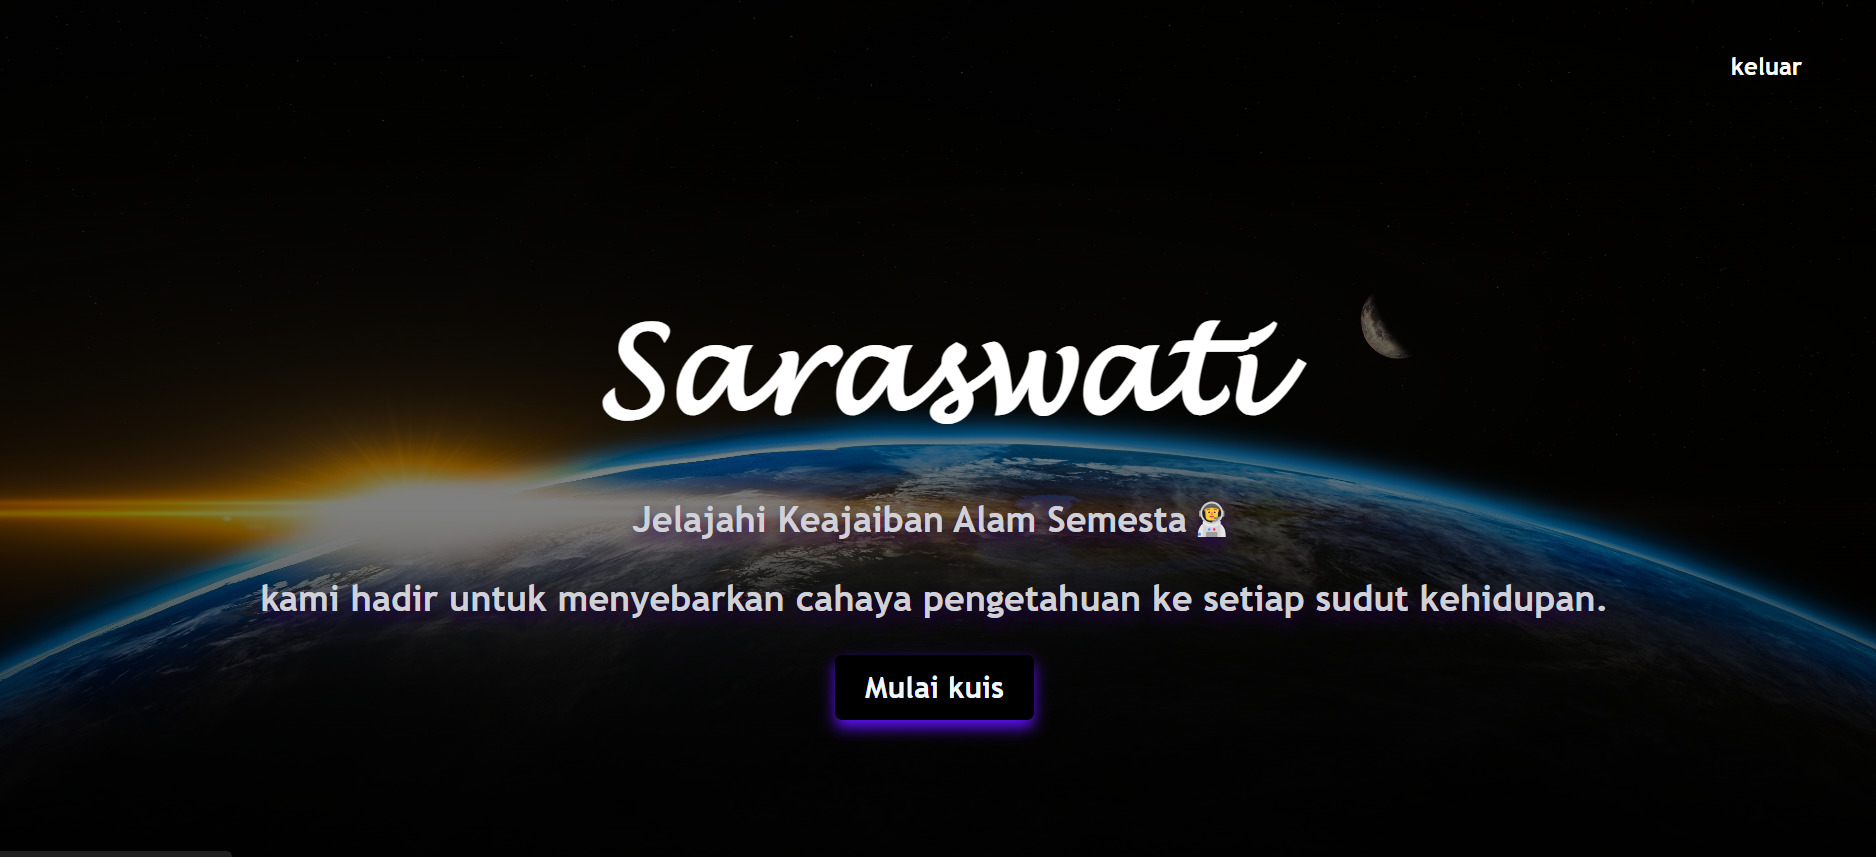 keluar
Saraswati
Jelajahi Keajaiban Alam Semesta 👨‍🚀
kami hadir untuk menyebarkan cahaya pengetahuan ke setiap sudut kehidupan.
Mulai kuis